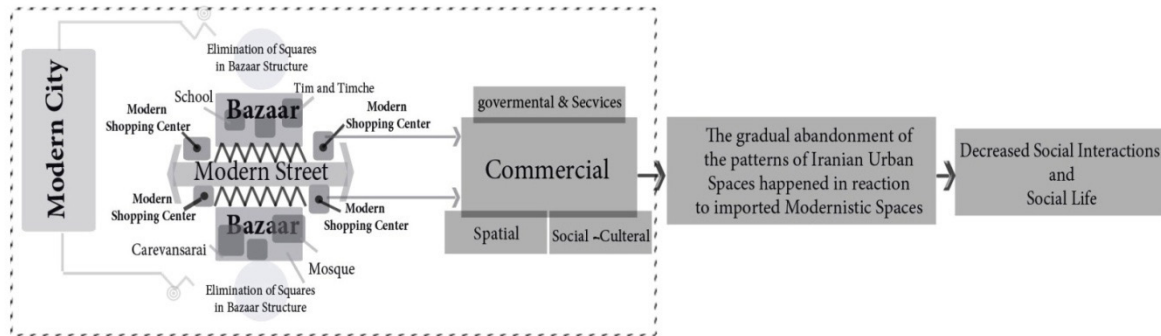 Modern City
Elimination of Squares
in Bazaar Structure
School
Tim and Timche
Bazaar
Modern
Shopping Center
Modern
Shopping Center
Modern Street
Modern
Shopping Center
Modern
Shopping Center
Bazaar
Carevansarai
Mosque
Elimination of Squares
in Bazaar Structure
govermental & Secvices
Commercial
Spatial
Social -Culteral
The gradual abandonment of
the patterns of Iranian Urban
Spaces happened in reaction
to imported Modernistic Spaces
Decreased Social Interactions
and
Social Life